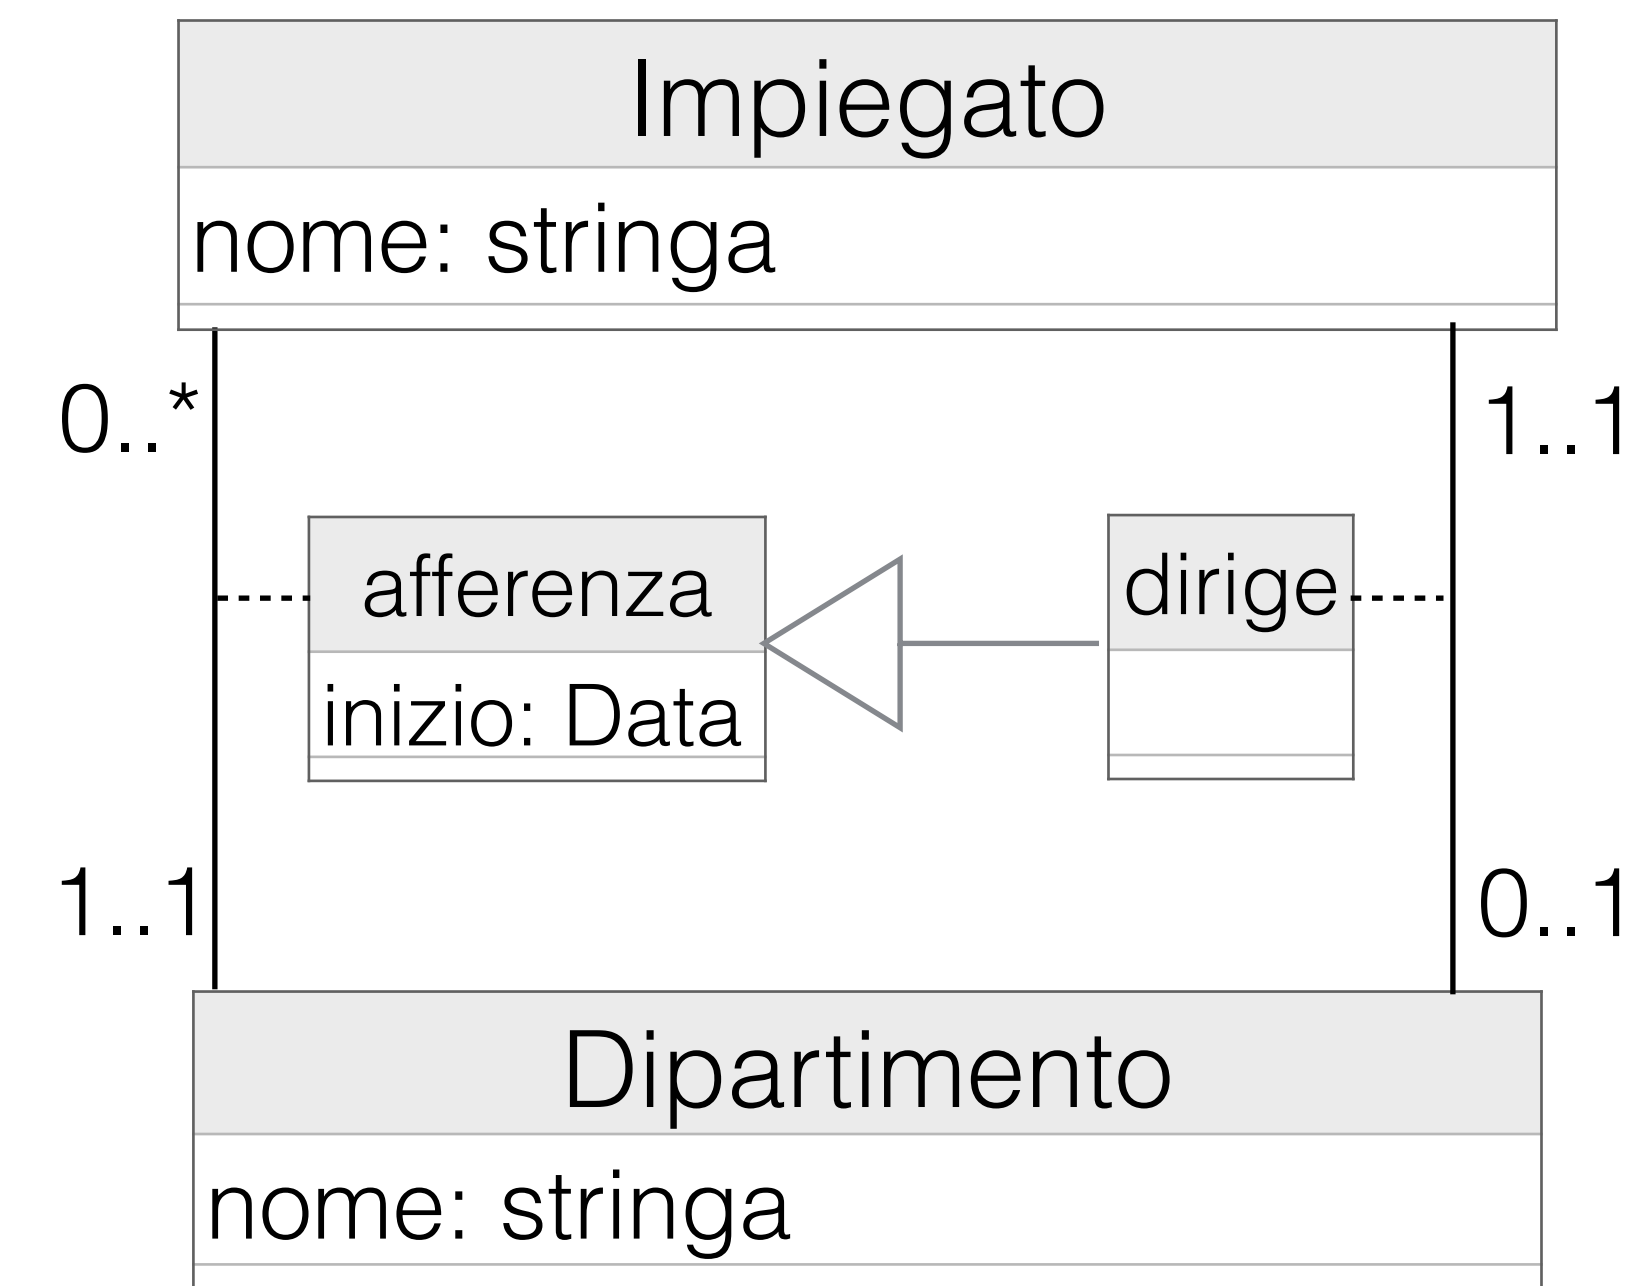 Impiegato
nome: stringa
0..*
1..1
afferenza
dirige
inizio: Data
1..1
0..1
Dipartimento
nome: stringa